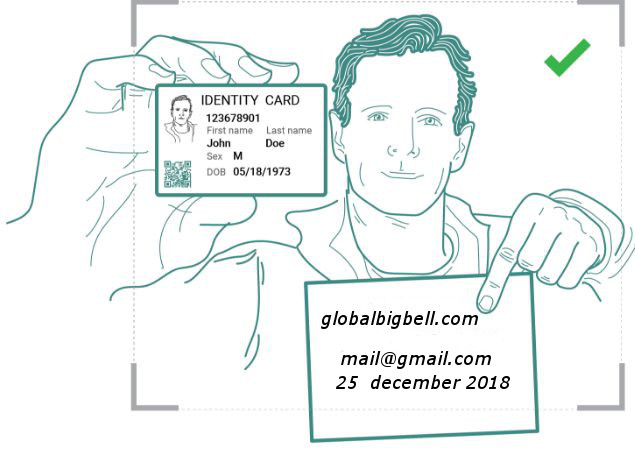 IDENTITY CARD
123678901
First name Last name
John Doe
Sex M
DOB 05/18/1973
globalbigbell.com
mail@gmail.com
25 december 2018